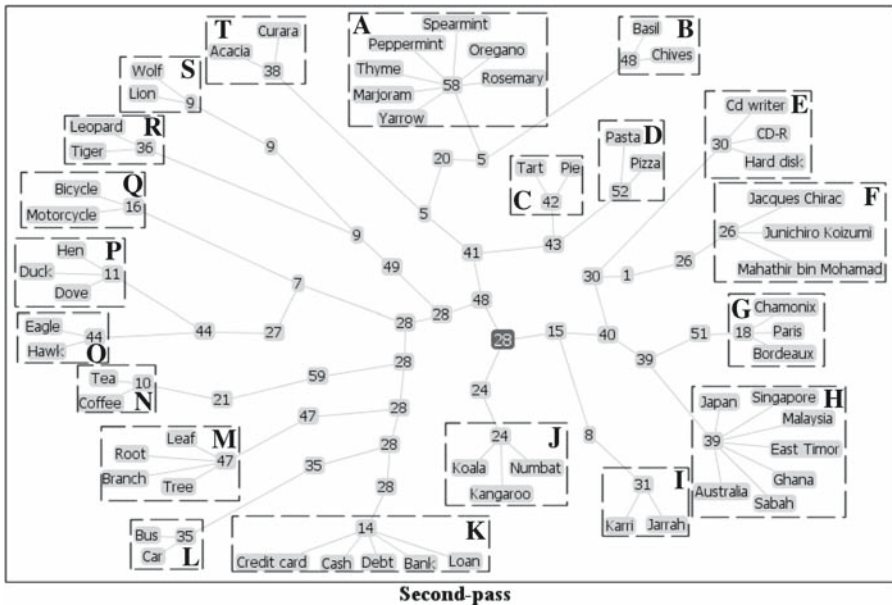 T
Curara
Acacia
38
A
Spearmint
Peppermint
Oregano
Thyme
58
Rosemary
Marjoram
Yarrow
B
Basil
48
Chives
S
Wolf
Lion
9
R
Leopard
Tiger
36
Q
Bicycle
16
Motorcycle
P
Hen
Duck
11
Dove
Eagle
44
Hawk
O
Tea
10
Coffee
N
M
Leaf
Root
47
Branch
Tree
Bus
35
Car
L
14
K
Credit card
Cash
Debt
Bank
Loan
24
J
Koala
Numbat
Kangaroo
31
I
Karri
Jarrah
H
Japan
Singapore
Malaysia
39
East Timor
Ghana
Australia
Sabah
G
Chamonix
18
Paris
Bordeaux
F
Jacques Chirac
26
Junichiro Koizumi
Mahathir bin Mohamad
E
Cd writer
30
CD-R
Hard disk
D
Pasta
Pizza
52
Tart
Pie
C
42
9
20
5
5
9
41
43
49
7
28
48
30
1
26
44
27
28
28
15
40
51
39
28
59
21
24
47
28
8
35
28
28
Second-pass